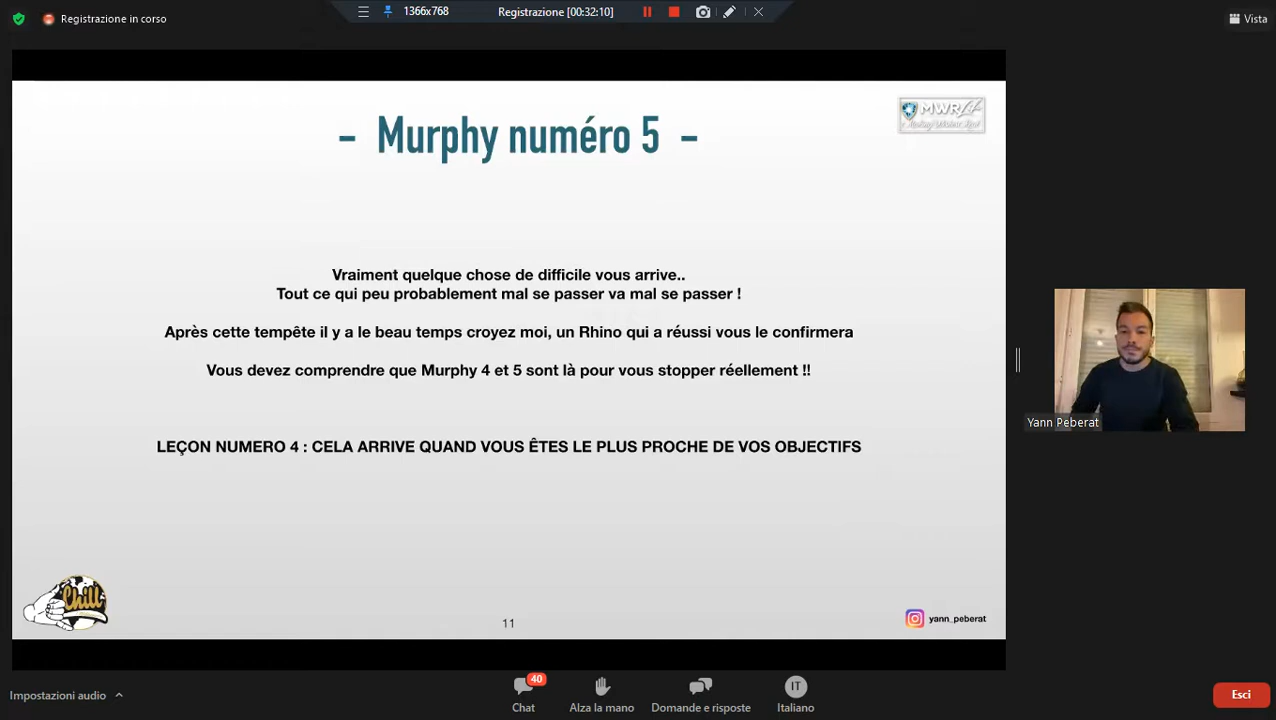 Registrazione in corso
1366x768
Registrazione [00:32:10]
Vista
- Murphy numéro 5 -
MWR Life
Vraiment quelque chose de difficile vous arrive..
Tout ce qui peu probablement mal se passer va mal se passer !
Après cette tempête il y a le beau temps croyez moi, un Rhino qui a réussi vous le confirmera
Vous devez comprendre que Murphy 4 et 5 sont là pour vous stopper réellement !!
LEÇON NUMERO 4 : CELA ARRIVE QUAND VOUS ÊTES LE PLUS PROCHE DE VOS OBJECTIFS
Yann Peberat
Chill
11
yann_peberat
Impostazioni audio
40
Chat
Alza la mano
Domande e risposte
IT
Italiano
Esci